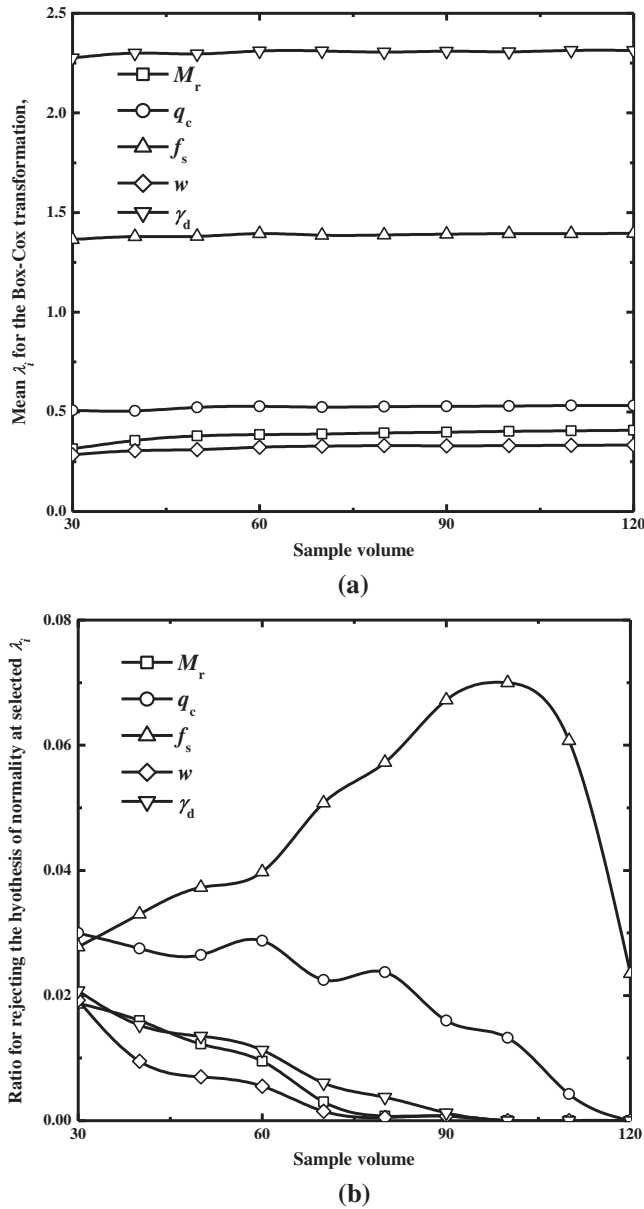 2.5
2.0
1.5
1.0
0.5
0.0
Mean λi for the Box-Cox transformation,
Mr
qc
fs
w
γd
30 60 90 120
Sample volume
(a)
0.08
0.06
0.04
0.02
0.00
Ratio for rejecting the hyothesis of normality at selected λi
Mr
qc
fs
w
γd
30 60 90 120
Sample volume
(b)